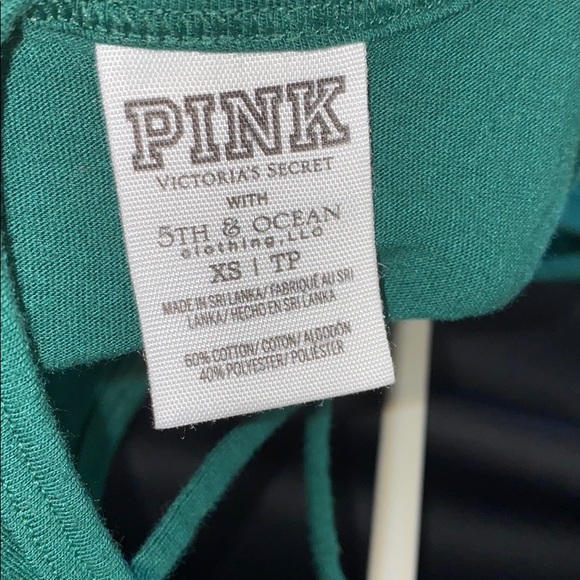 PINK
VICTORIA'S SECRET
WITH
5TH & OCEAN
clothing, LLC
XS | TP
MADE IN SRI LANKA/ FABRIQUÉ AU SRI
LANKA/ HECHO EN SRI LANKA
60% COTTON/ COTON/ ALGODÓN
40% POLYESTER/ POLIÉSTER